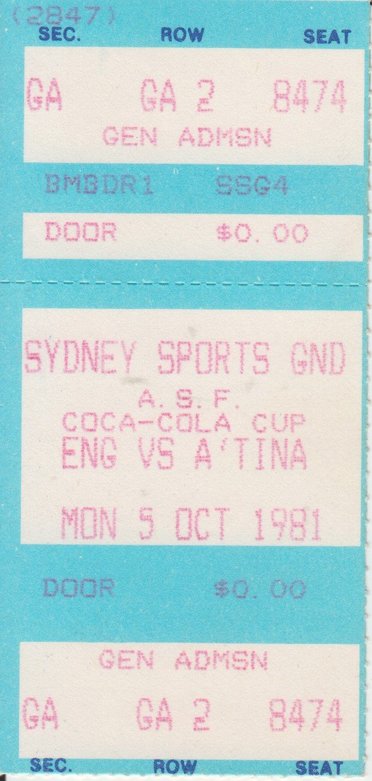 (2847)
SEC. ROW SEAT
GA GA 2 8474
GEN ADMSN
BMBDR1 SSG4
DOOR $0.00
SYDNEY SPORTS GND
A.S.F.
COCA-COLA CUP
ENG VS A'TINA
MON 5 OCT 1981
DOOR $0.00
GEN ADMSN
GA GA 2 8474
SEC. ROW SEAT